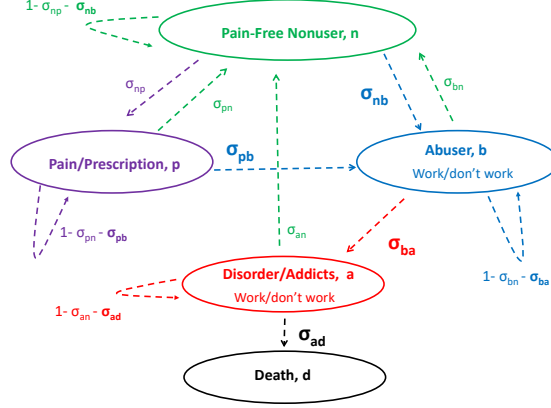 1- σnp - σnb
Pain-Free Nonuser, n
σnp
σpn
σnb
σbn
Pain/Prescription, p
σpb
Abuser, b
Work/don't work
1- σpn - σpb
σan
σba
1- σbn - σba
Disorder/Addicts, a
Work/don't work
1- σan - σad
σad
Death, d